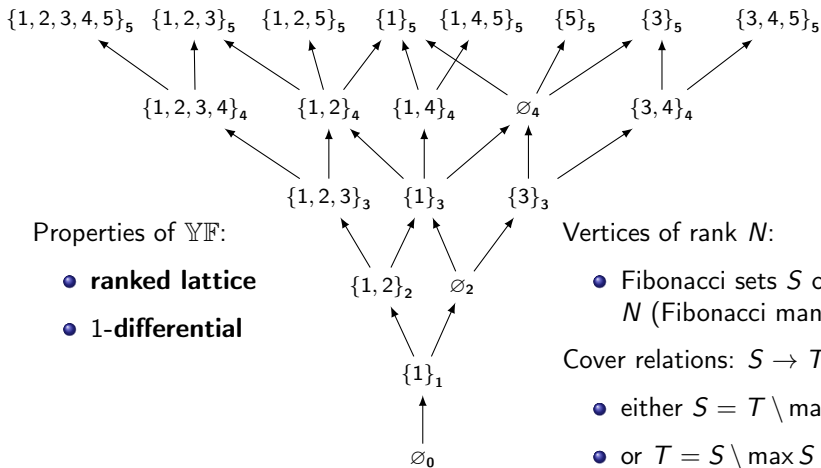 {1, 2, 3, 4, 5}₅ {1, 2, 3}₅ {1, 2, 5}₅ {1}₅ {1, 4, 5}₅ {5}₅ {3}₅ {3, 4, 5}₅
{1, 2, 3, 4}₄ {1, 2}₄ {1, 4}₄ ∅₄ {3, 4}₄
{1, 2, 3}₃ {1}₃ {3}₃
Properties of 𝕐𝔽:
ranked lattice
1-differential
{1, 2}₂ ∅₂
{1}₁
∅₀
Vertices of rank N:
Fibonacci sets S o
N (Fibonacci man
Cover relations: S → T
either S = T \ ma
or T = S \ max S